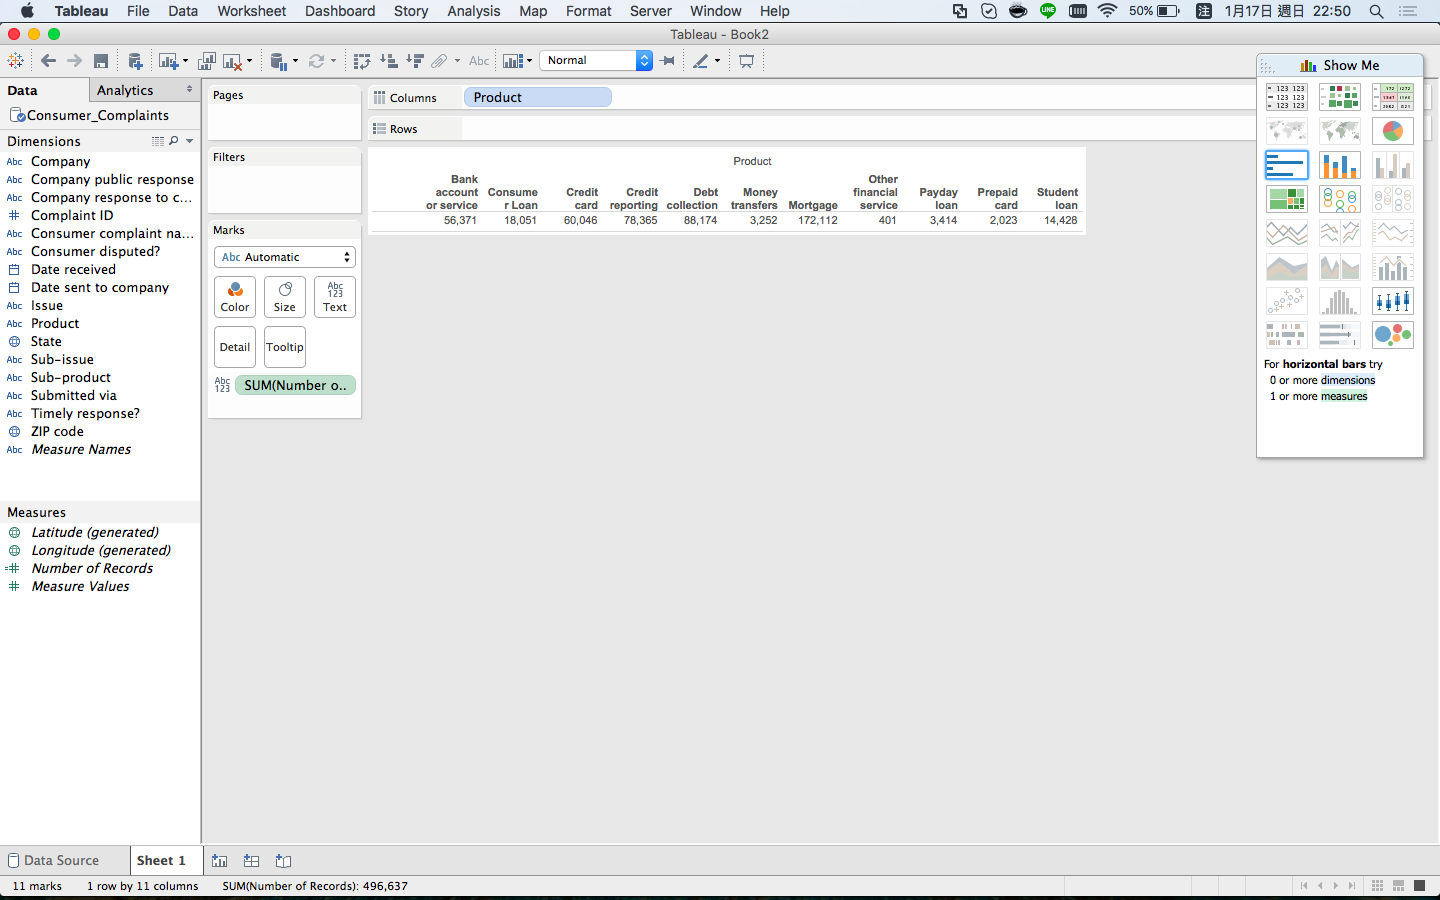 Tableau File Data Worksheet Dashboard Story Analysis Map Format Server Window Help LINE 50% 注 1月17日 週日 22:50
Tableau - Book2
Abc Normal
Show Me
Data Analytics
Consumer_Complaints
Dimensions
Abc Company
Abc Company public response
Abc Company response to c...
Complaint ID
Abc Consumer complaint na...
Abc Consumer disputed?
Date received
Date sent to company
Abc Issue
Abc Product
State
Abc Sub-issue
Abc Sub-product
Abc Submitted via
Abc Timely response?
ZIP code
Abc Measure Names
Measures
Latitude (generated)
Longitude (generated)
Number of Records
Measure Values
Pages
Filters
Marks
Abc Automatic
Color Size Abc 123 Text
Detail Tooltip
Abc 123 SUM(Number o..
Columns Product
Rows
Product
Bank account or service
Consumer Loan
Credit card
Credit reporting
Debt collection
Money transfers
Mortgage
Other financial service
Payday loan
Prepaid card
Student loan
56,371 18,051 60,046 78,365 88,174 3,252 172,112 401 3,414 2,023 14,428
For horizontal bars try
0 or more dimensions
1 or more measures
Data Source Sheet 1
11 marks 1 row by 11 columns SUM(Number of Records): 496,637